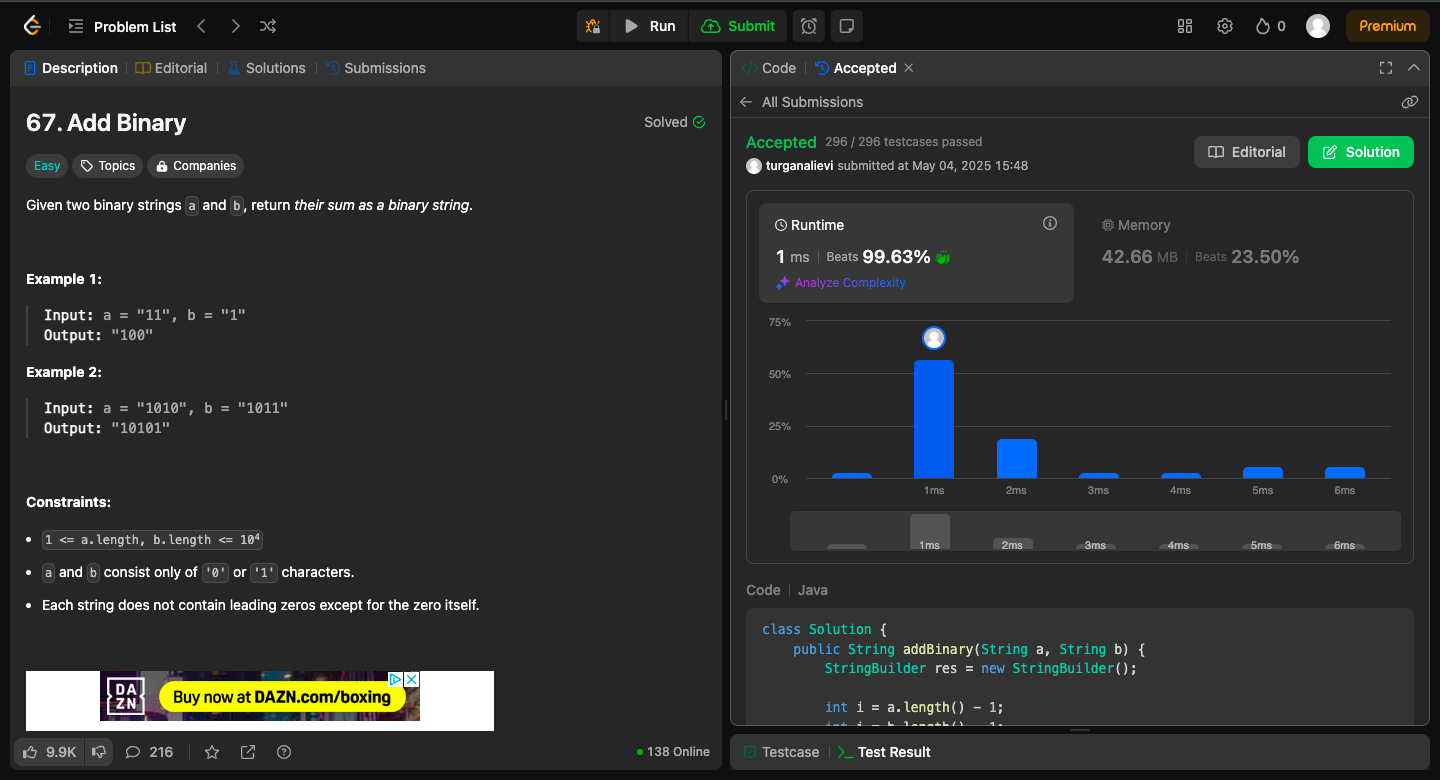 Problem List
Run
Submit
0
Premium
Description
Editorial
Solutions
Submissions
67. Add Binary
Solved
Easy
Topics
Companies
Given two binary strings a and b, return their sum as a binary string.
Example 1:
Input: a = "11", b = "1"
Output: "100"
Example 2:
Input: a = "1010", b = "1011"
Output: "10101"
Constraints:
1 <= a.length, b.length <= 10⁴
a and b consist only of '0' or '1' characters.
Each string does not contain leading zeros except for the zero itself.
DA
ZN
Buy now at DAZN.com/boxing
9.9K
216
138 Online
Code
Accepted
All Submissions
Accepted 296 / 296 testcases passed
turganalievi submitted at May 04, 2025 15:48
Editorial
Solution
Runtime
1 ms Beats 99.63%
Analyze Complexity
Memory
42.66 MB Beats 23.50%
75%
50%
25%
0%
1ms 2ms 3ms 4ms 5ms 6ms
1ms 2ms 3ms 4ms 5ms 6ms
Code Java
class Solution {
public String addBinary(String a, String b) {
StringBuilder res = new StringBuilder();
int i = a.length() - 1;
Testcase
Test Result